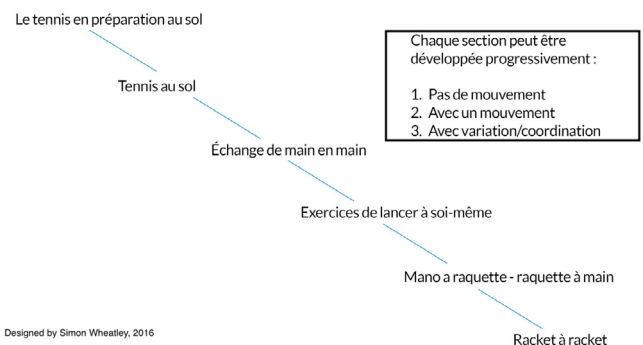 Le tennis en préparation au sol
Tennis au sol
Échange de main en main
Exercices de lancer à soi-même
Mano a raquette - raquette à main
Racket à racket
Chaque section peut être
développée progressivement :
1. Pas de mouvement
2. Avec un mouvement
3. Avec variation/coordination
Designed by Simon Wheatley, 2016